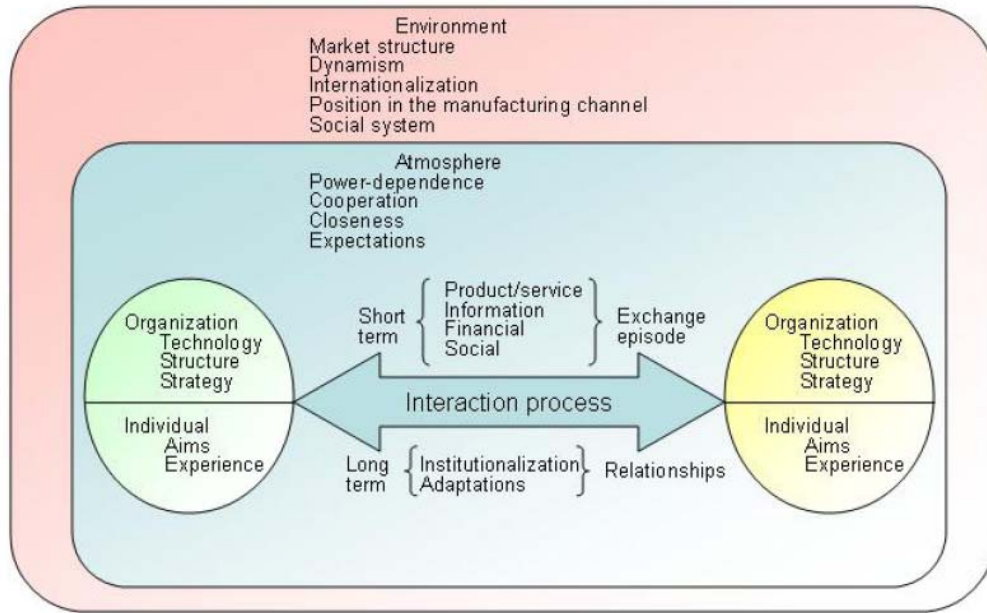 Environment
Market structure
Dynamism
Internationalization
Position in the manufacturing channel
Social system
Atmosphere
Power-dependence
Cooperation
Closeness
Expectations
Organization
Technology
Structure
Strategy
Individual
Aims
Experience
Short
term
Product/service
Information
Financial
Social
Exchange
episode
Interaction process
Long
term
Institutionalization
Adaptations
Relationships
Organization
Technology
Structure
Strategy
Individual
Aims
Experience